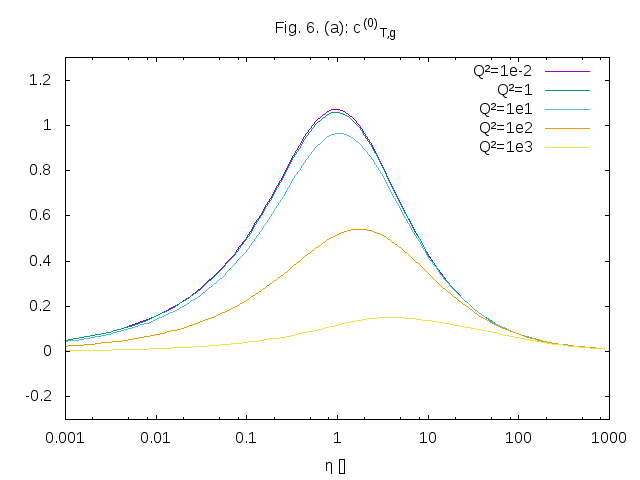 Fig. 6. (a): c^(0)_T,g
Q²=1e-2
Q²=1
Q²=1e1
Q²=1e2
Q²=1e3
1.2
1
0.8
0.6
0.4
0.2
0
-0.2
0.001 0.01 0.1 1 10 100 1000
η []